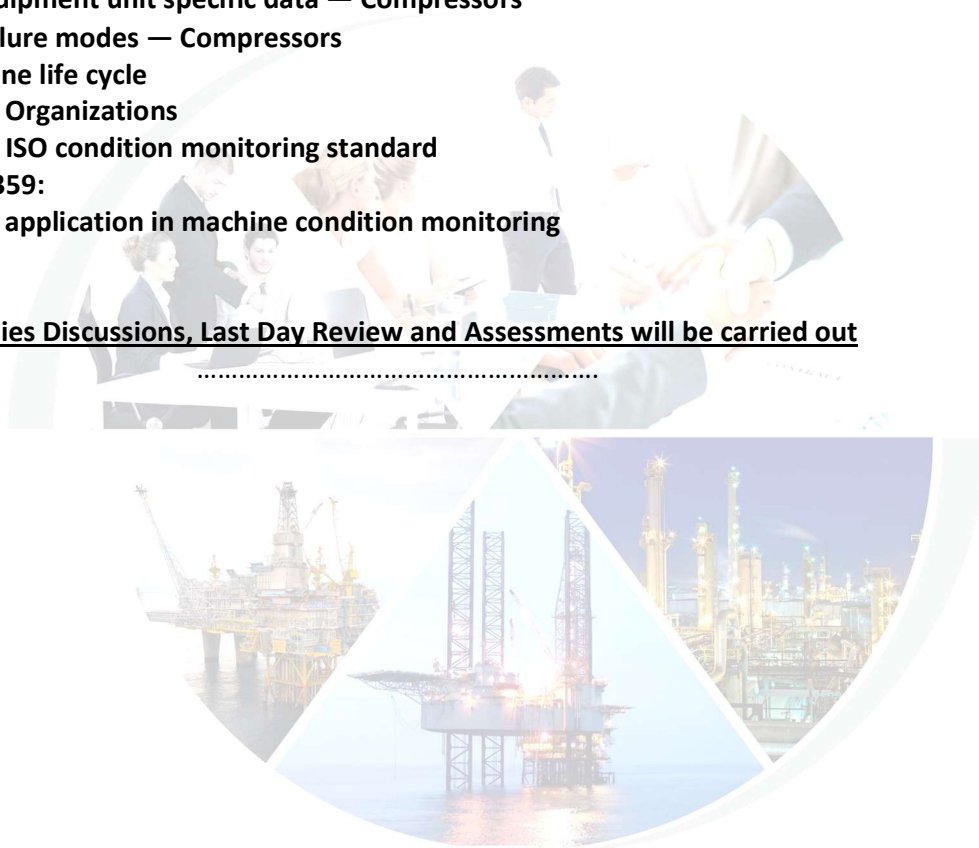 uipment unit specific data — Compressors
lure modes — Compressors
ne life cycle
Organizations
ISO condition monitoring standard
359:
application in machine condition monitoring
ies Discussions, Last Day Review and Assessments will be carried out
………………………………………………….
CONTRACT